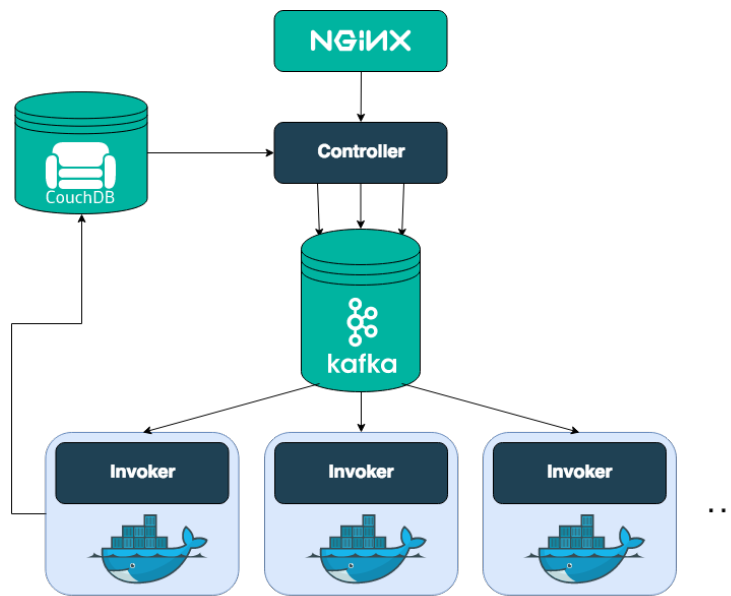 NGINX
Controller
CouchDB
kafka
Invoker
Invoker
Invoker
..